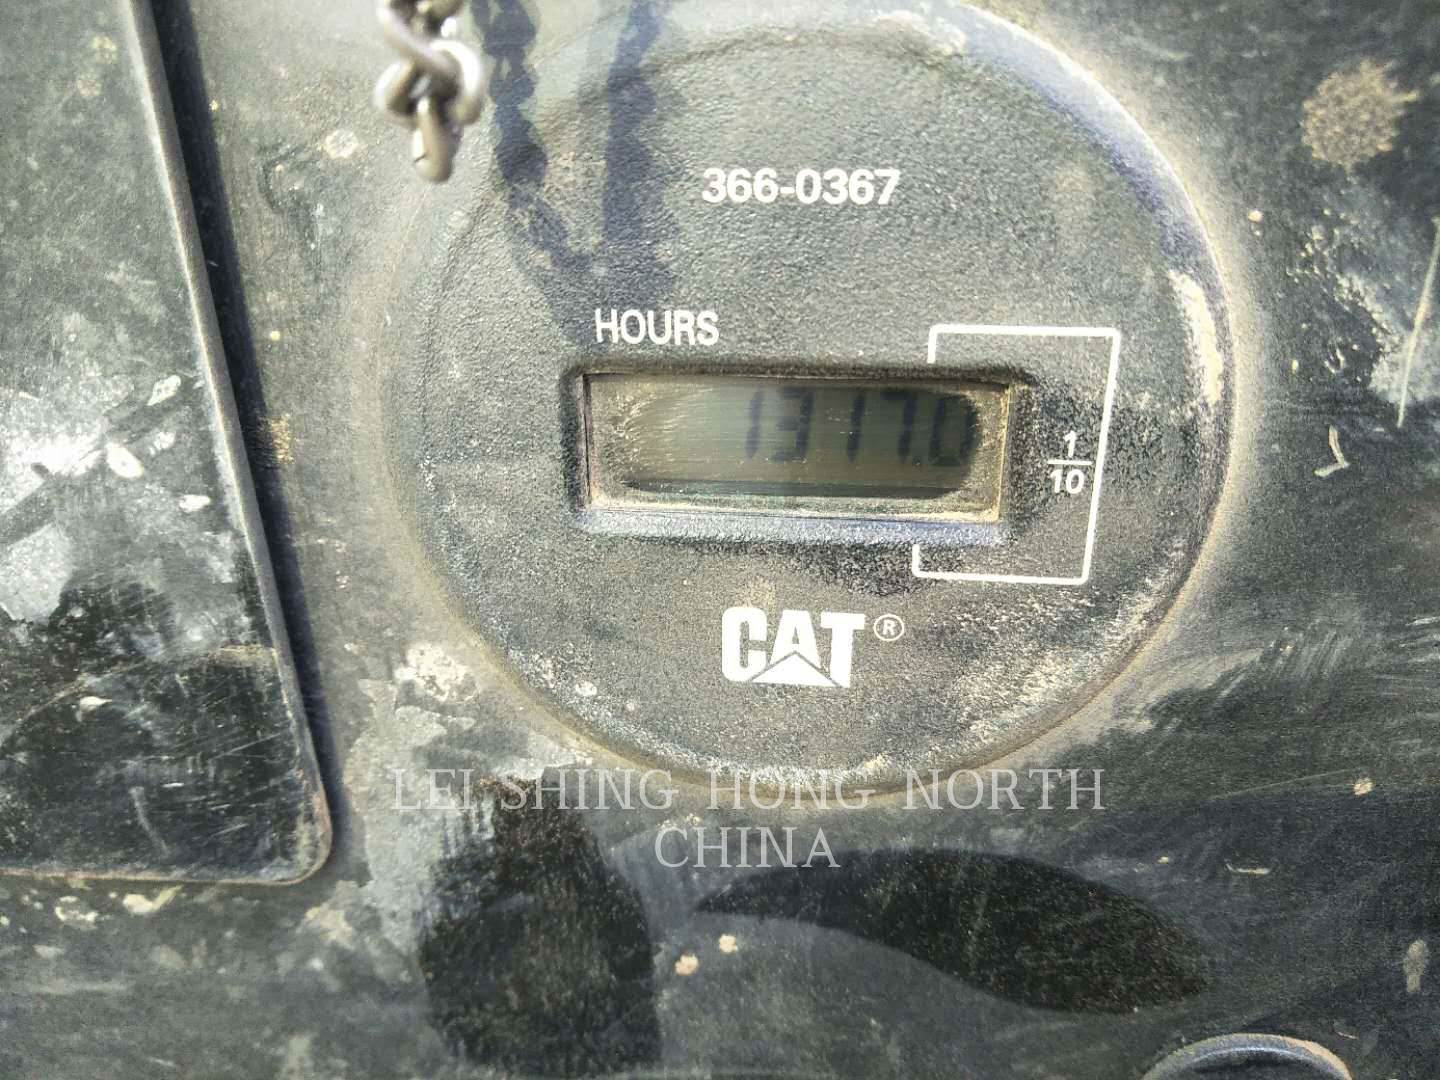 366-0367
HOURS
1317.0
1
10
CAT®
LEI SHING HONG NORTH
CHINA